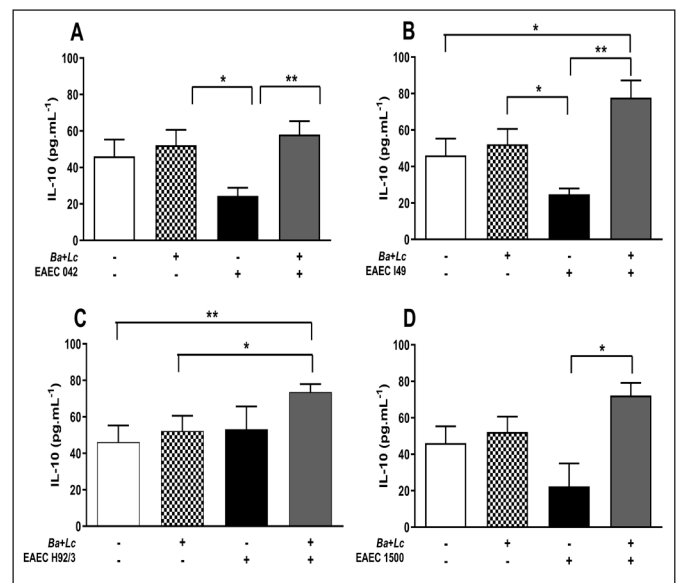 A
* **
IL-10 (pg.mL-1)
100
80
60
40
20
0
Ba+Lc - + - +
EAEC 042 - - + +
B
*
**
*
IL-10 (pg.mL-1)
100
80
60
40
20
0
Ba+Lc - + - +
EAEC I49 - - + +
C
**
*
IL-10 (pg.mL-1)
100
80
60
40
20
0
Ba+Lc - + - +
EAEC H92/3 - - + +
D
*
IL-10 (pg.mL-1)
100
80
60
40
20
0
Ba+Lc - + - +
EAEC 1500 - - + +